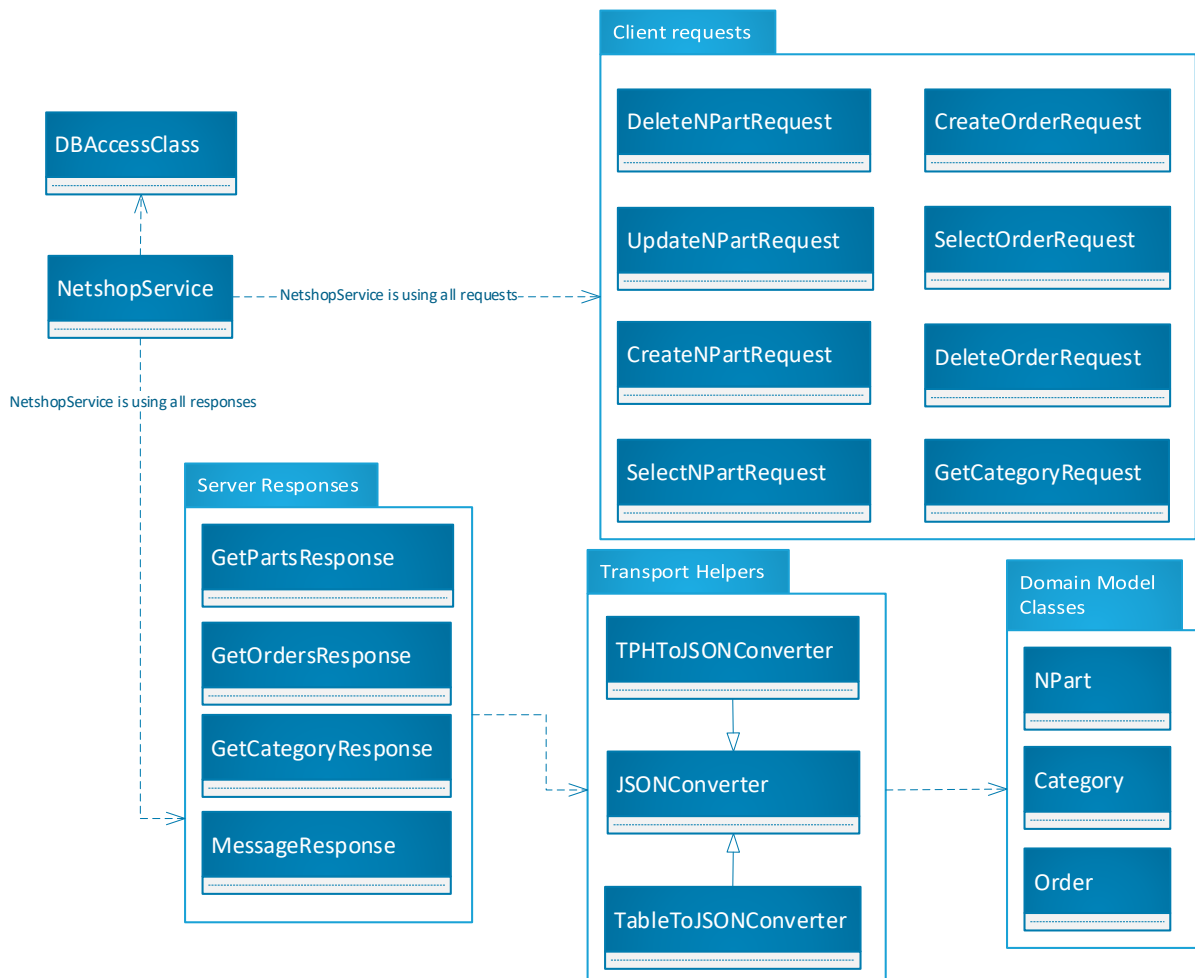 Client requests
DeleteNPartRequest
CreateOrderRequest
DBAccessClass
UpdateNPartRequest
SelectOrderRequest
NetshopService
NetshopService is using all requests
CreateNPartRequest
DeleteOrderRequest
NetshopService is using all responses
SelectNPartRequest
GetCategoryRequest
Server Responses
GetPartsResponse
GetOrdersResponse
GetCategoryResponse
MessageResponse
Transport Helpers
TPHToJSONConverter
JSONConverter
TableToJSONConverter
Domain Model
Classes
NPart
Category
Order